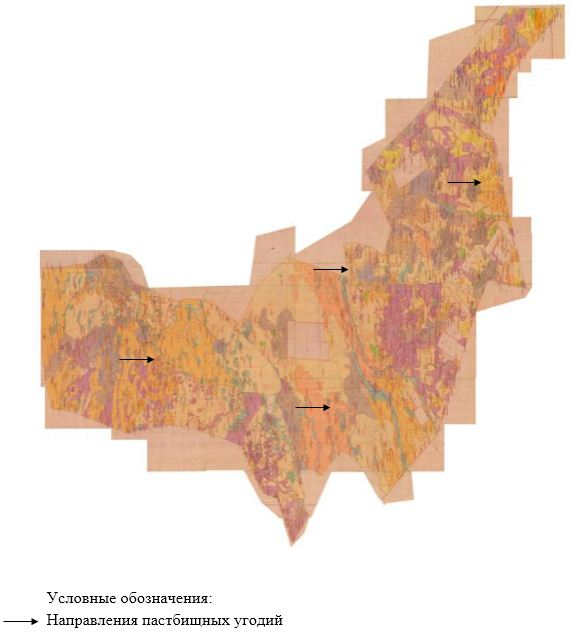 Условные обозначения:
Направления пастбищных угодий